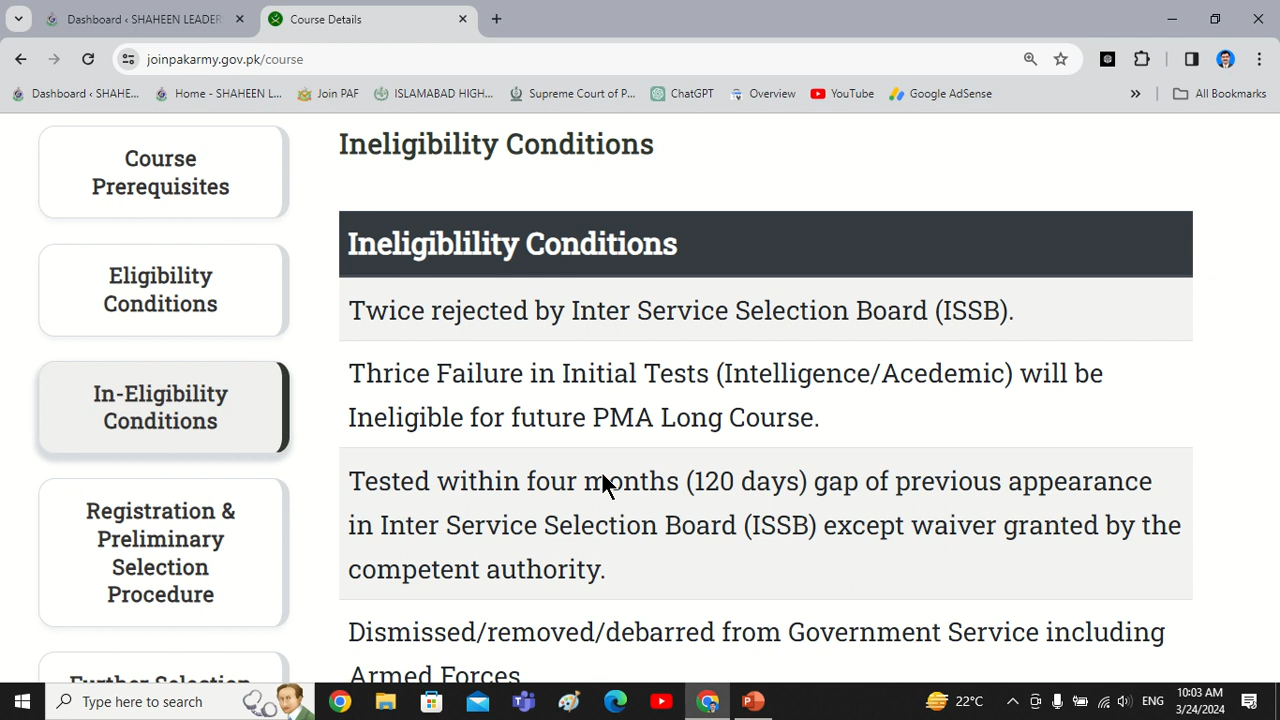 Dashboard ‹ SHAHEEN LEADER
Course Details
joinpakarmy.gov.pk/course
Dashboard ‹ SHAHE...
Home - SHAHEEN L...
Join PAF
ISLAMABAD HIGH...
Supreme Court of P...
ChatGPT
Overview
YouTube
Google AdSense
All Bookmarks
Course
Prerequisites
Eligibility
Conditions
In-Eligibility
Conditions
Registration &
Preliminary
Selection
Procedure
Further Selection
Ineligibility Conditions
Ineligiblility Conditions
Twice rejected by Inter Service Selection Board (ISSB).
Thrice Failure in Initial Tests (Intelligence/Acedemic) will be
Ineligible for future PMA Long Course.
Tested within four months (120 days) gap of previous appearance
in Inter Service Selection Board (ISSB) except waiver granted by the
competent authority.
Dismissed/removed/debarred from Government Service including
Armed Forces
Type here to search
22°C
ENG
10:03 AM
3/24/2024